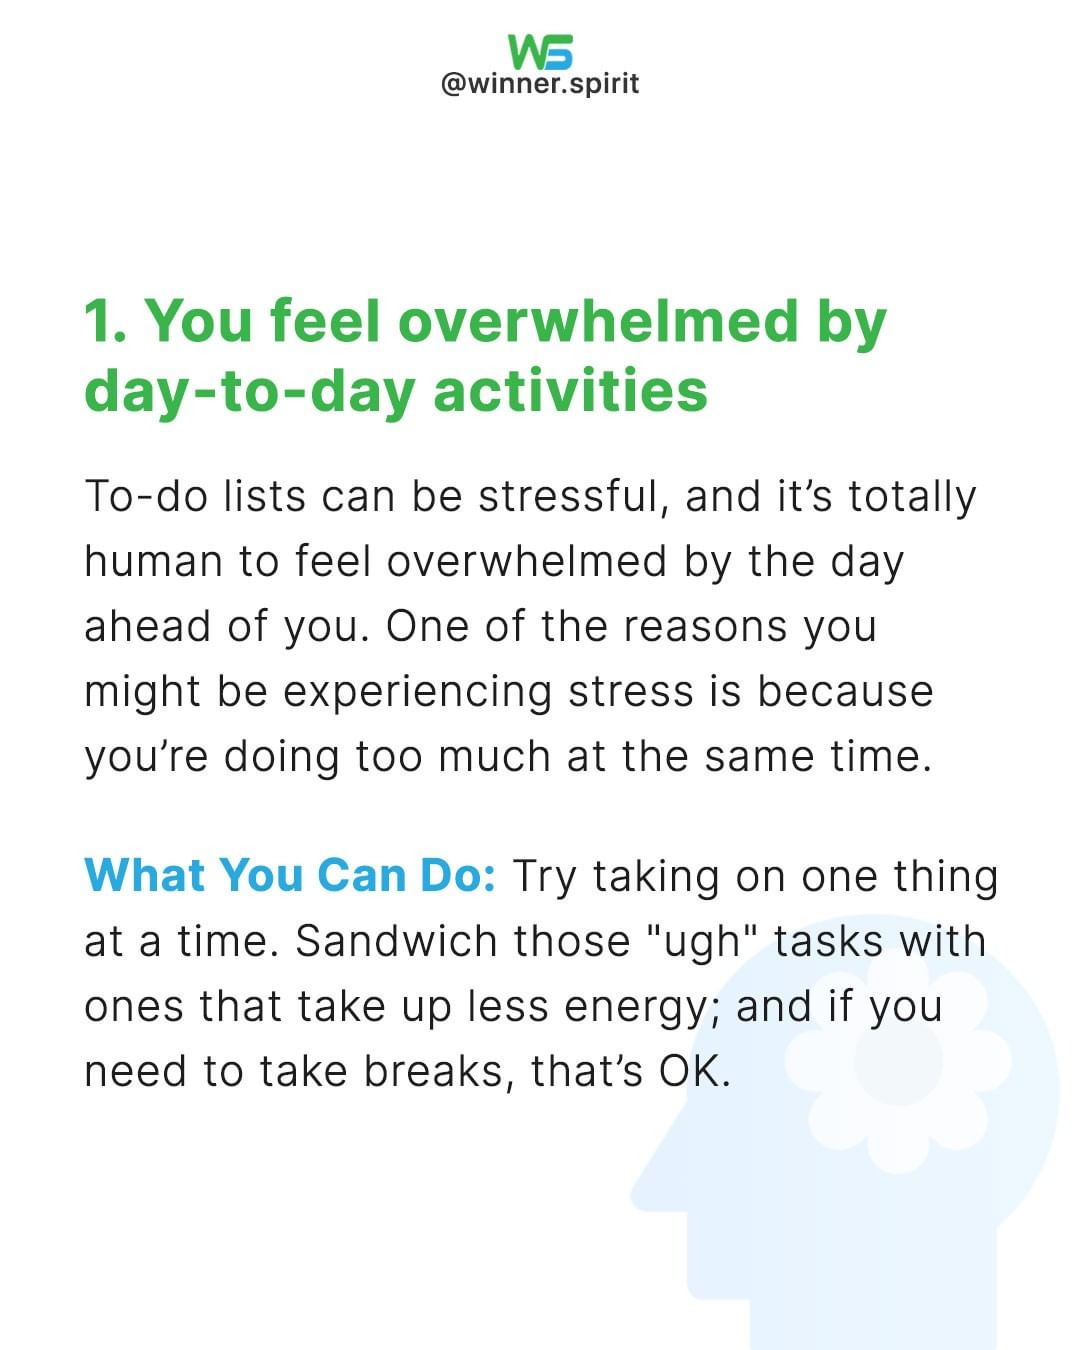 WS
@winner.spirit
1. You feel overwhelmed by
day-to-day activities
To-do lists can be stressful, and it’s totally
human to feel overwhelmed by the day
ahead of you. One of the reasons you
might be experiencing stress is because
you’re doing too much at the same time.
What You Can Do: Try taking on one thing
at a time. Sandwich those "ugh" tasks with
ones that take up less energy; and if you
need to take breaks, that’s OK.